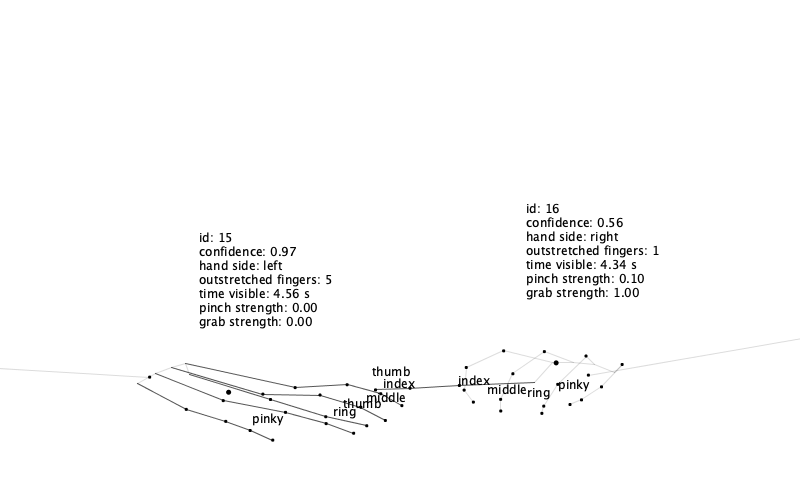 id: 15
confidence: 0.97
hand side: left
outstretched fingers: 5
time visible: 4.56 s
pinch strength: 0.00
grab strength: 0.00
id: 16
confidence: 0.56
hand side: right
outstretched fingers: 1
time visible: 4.34 s
pinch strength: 0.10
grab strength: 1.00
thumb
index
middle
thumb
ring
pinky
index
middle
ring
pinky